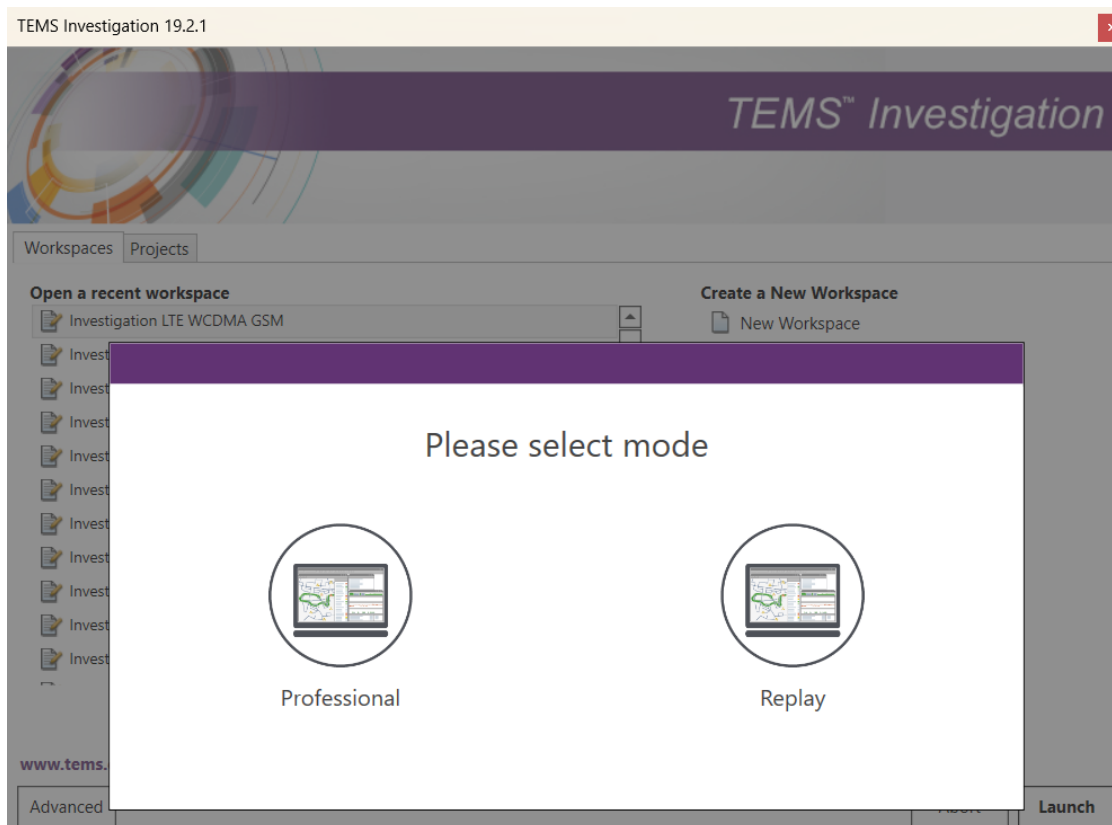 TEMS Investigation 19.2.1
TEMS™ Investigation
Workspaces Projects
Open a recent workspace
Create a New Workspace
Investigation LTE WCDMA GSM
New Workspace
Invest
Invest
Invest
Invest
Invest
Invest
Invest
Invest
Invest
Invest
Please select mode
Professional
Replay
www.tems.
Advanced
Launch